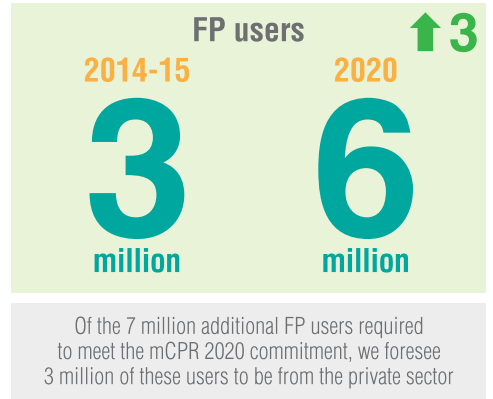 FP users
3
2014-15
2020
3
6
million
million
Of the 7 million additional FP users required
to meet the mCPR 2020 commitment, we foresee
3 million of these users to be from the private sector